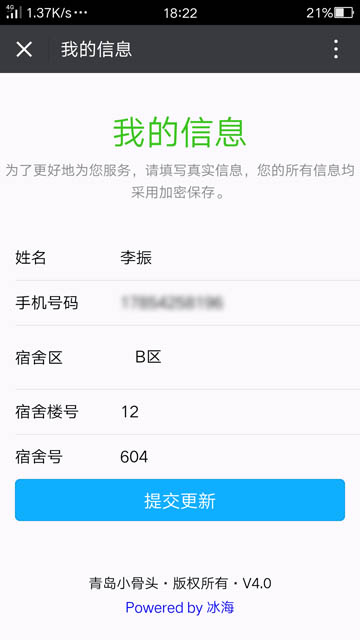 4G 1.37K/s ··· 18:22 21%
我的信息
我的信息
为了更好地为您服务，请填写真实信息，您的所有信息均
采用加密保存。
姓名 李振
手机号码
宿舍区 B区
宿舍楼号 12
宿舍号 604
提交更新
青岛小骨头·版权所有·V4.0
Powered by 冰海